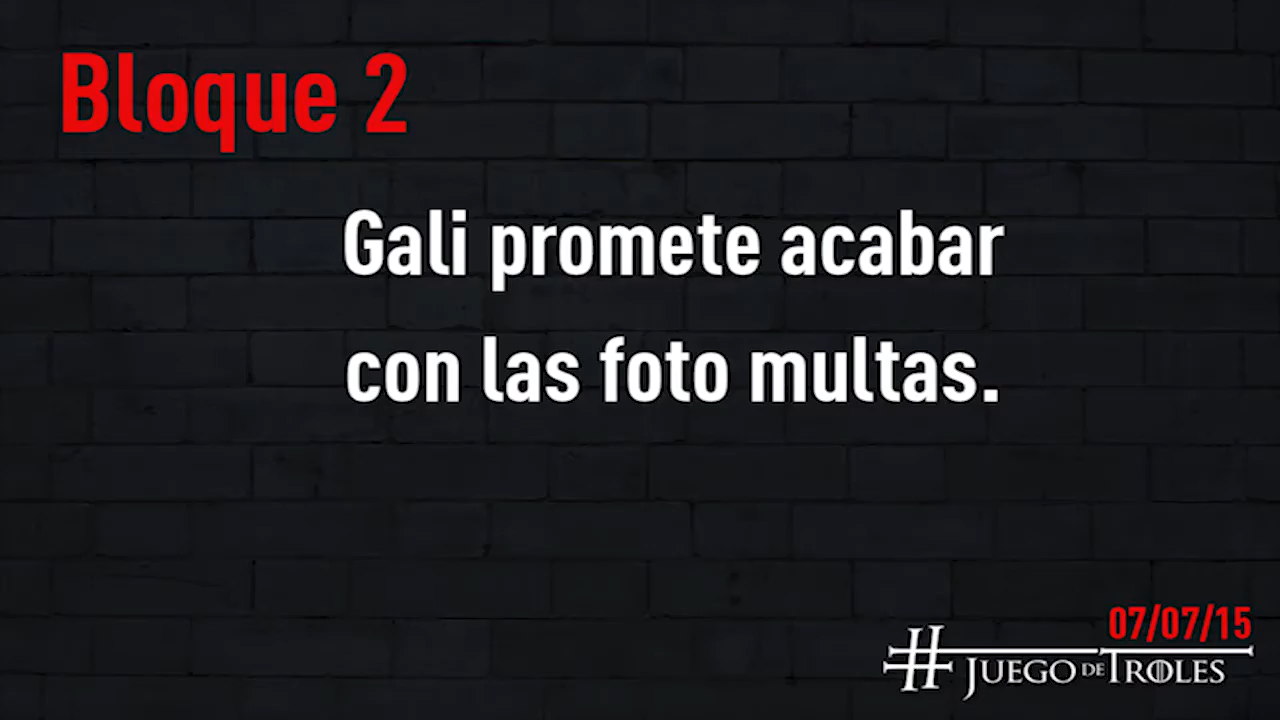 Bloque 2
Gali promete acabar
con las foto multas.
07/07/15
# JUEGO DE TROLES